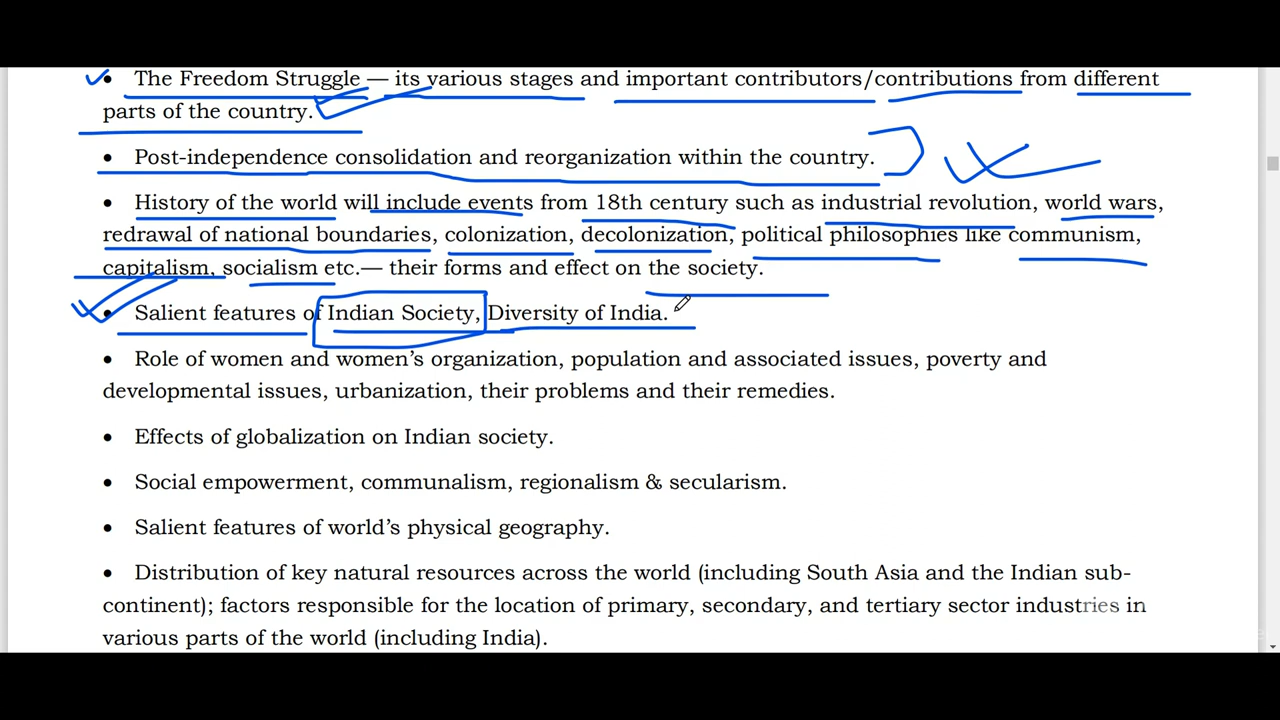 • The Freedom Struggle — its various stages and important contributors/contributions from different
parts of the country.
• Post-independence consolidation and reorganization within the country.
• History of the world will include events from 18th century such as industrial revolution, world wars,
redrawal of national boundaries, colonization, decolonization, political philosophies like communism,
capitalism, socialism etc.— their forms and effect on the society.
• Salient features of Indian Society, Diversity of India.
• Role of women and women’s organization, population and associated issues, poverty and
developmental issues, urbanization, their problems and their remedies.
• Effects of globalization on Indian society.
• Social empowerment, communalism, regionalism & secularism.
• Salient features of world’s physical geography.
• Distribution of key natural resources across the world (including South Asia and the Indian sub-
continent); factors responsible for the location of primary, secondary, and tertiary sector industries in
various parts of the world (including India).